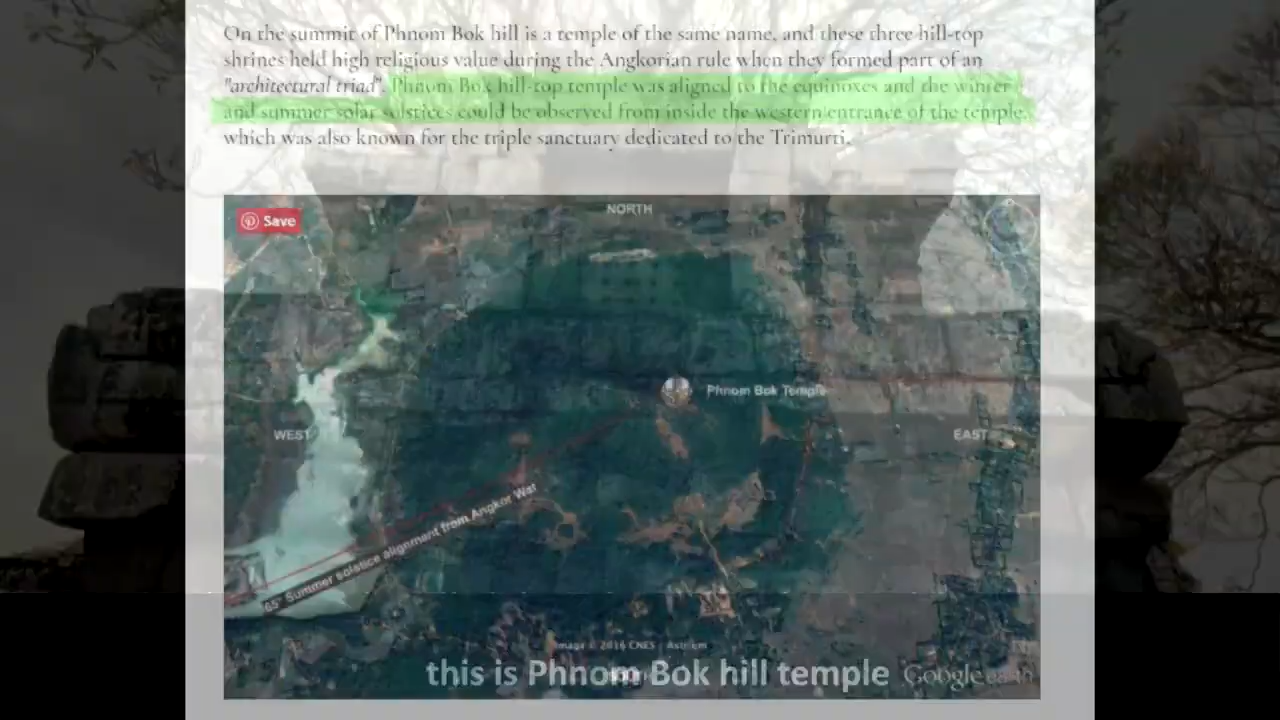 On the summit of Phnom Bok hill is a temple of the same name, and these three hill-top
shrines held high religious value during the Angkorian rule when they formed part of an
"architectural triad". Phnom Bok hill-top temple was aligned to the equinoxes and the winter
and summer solar solstices could be observed from inside the western entrance of the temple,
which was also known for the triple sanctuary dedicated to the Trimurti.
Save
NORTH
Phnom Bok Temple
WEST
EAST
65° Summer solstice alignment from Angkor Wat
Image © 2016 CNES / Astrium
this is Phnom Bok hill temple
Google earth